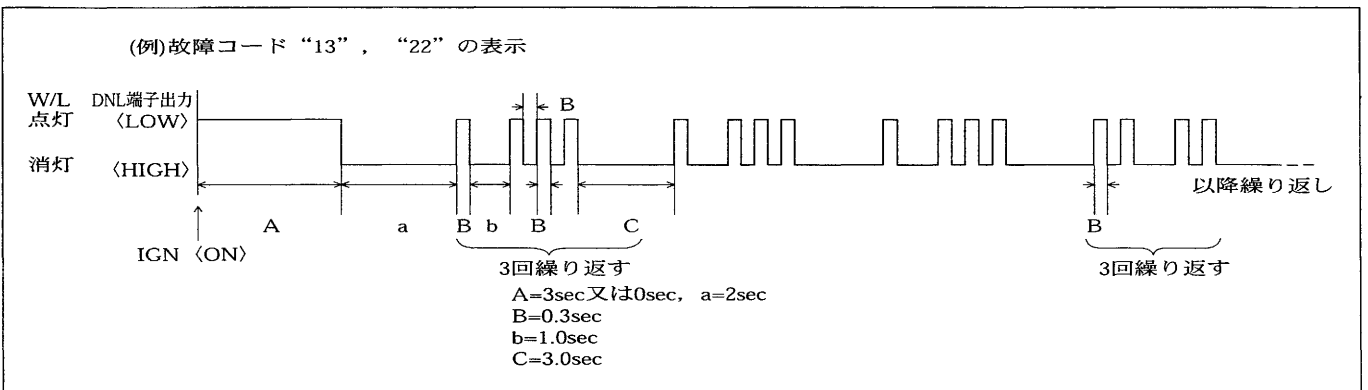 (例)故障コード“13”, “22”の表示
W/L DNL端子出力
点灯 〈LOW〉
B
消灯 〈HIGH〉
以降繰り返し
A a B b B C B
IGN 〈ON〉
3回繰り返す 3回繰り返す
A=3sec又は0sec, a=2sec
B=0.3sec
b=1.0sec
C=3.0sec